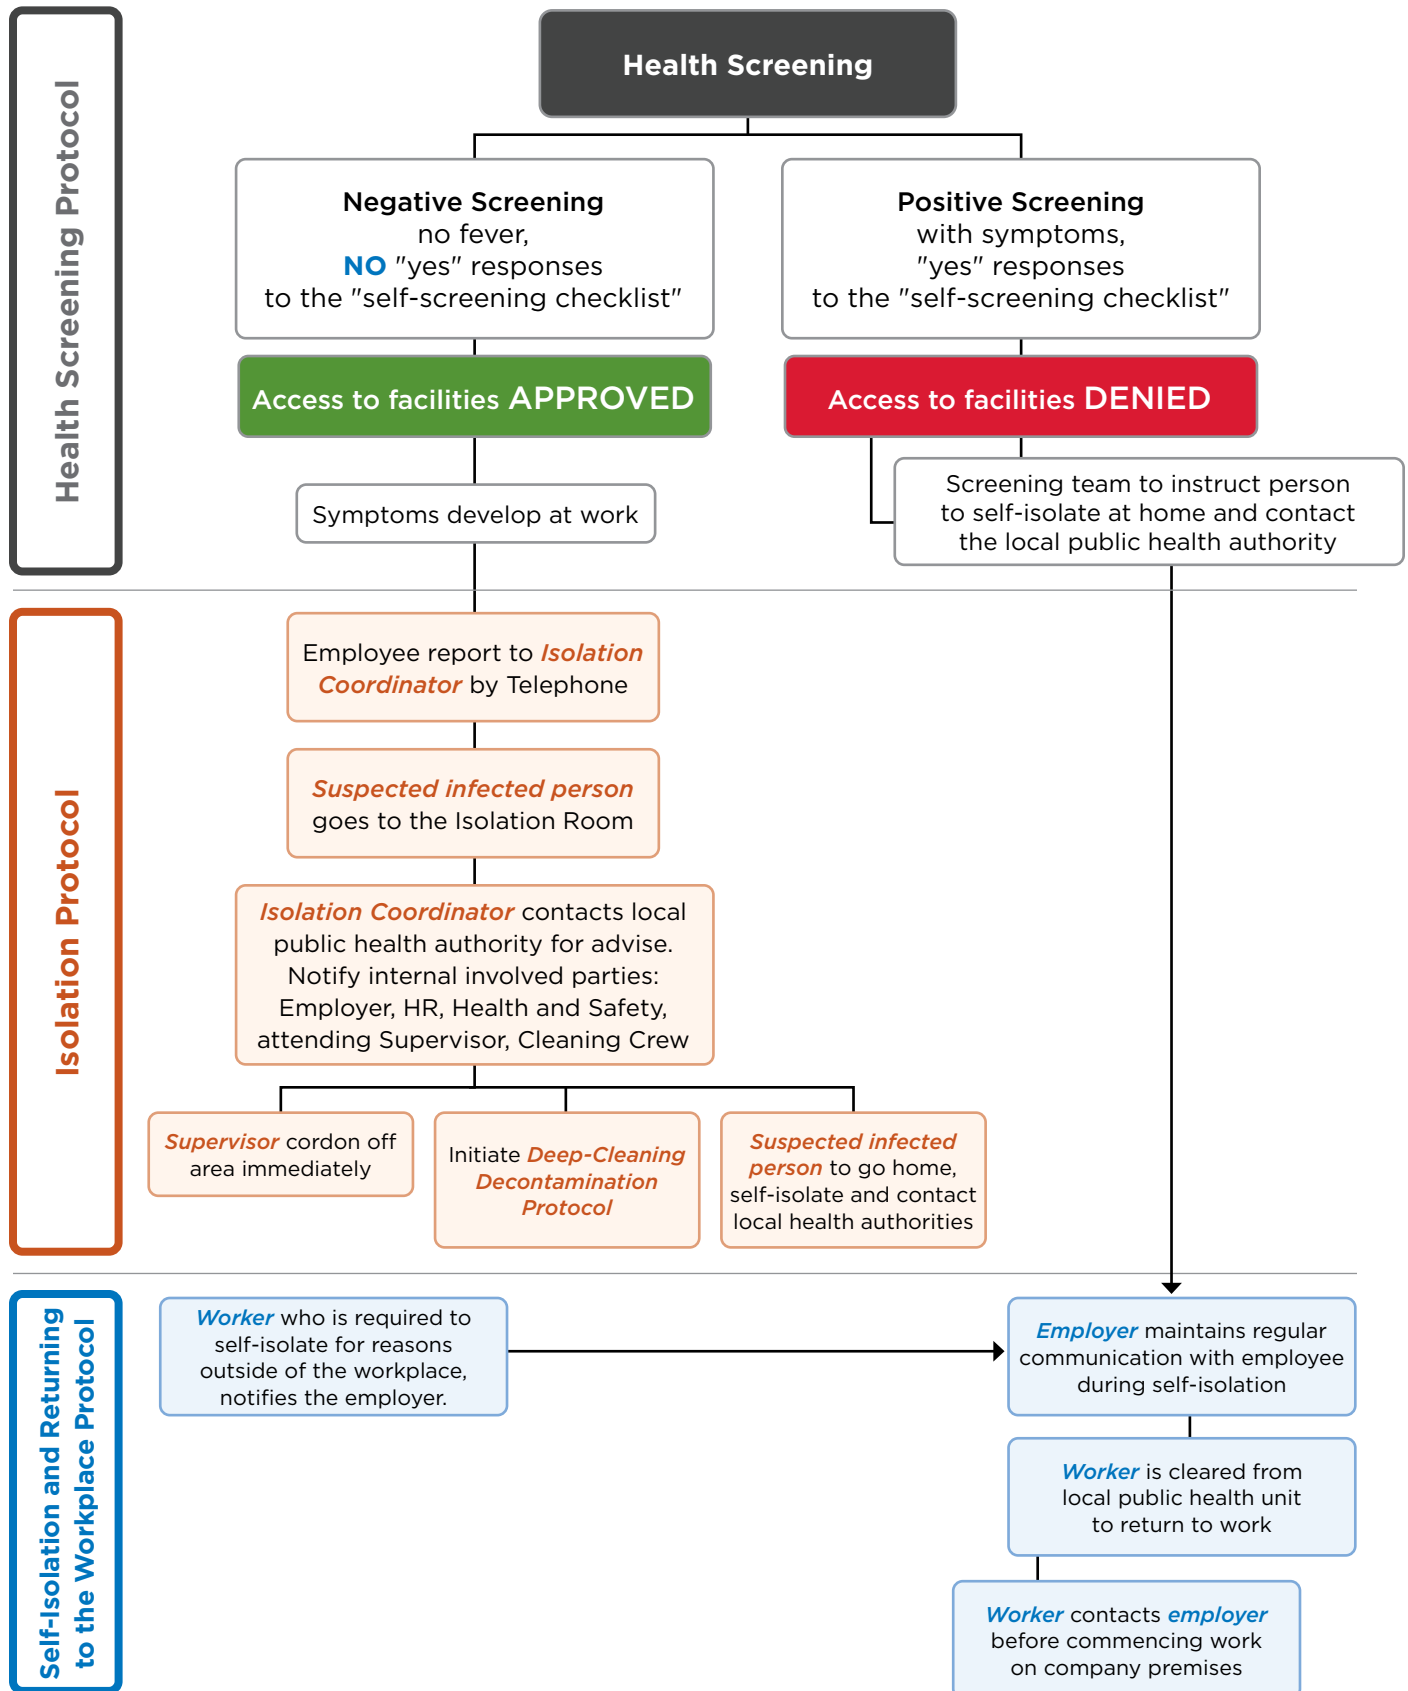 Health Screening Protocol
Health Screening
Negative Screening
no fever,
NO "yes" responses
to the "self-screening checklist"
Positive Screening
with symptoms,
"yes" responses
to the "self-screening checklist"
Access to facilities APPROVED
Access to facilities DENIED
Symptoms develop at work
Screening team to instruct person
to self-isolate at home and contact
the local public health authority
Isolation Protocol
Employee report to Isolation
Coordinator by Telephone
Suspected infected person
goes to the Isolation Room
Isolation Coordinator contacts local
public health authority for advise.
Notify internal involved parties:
Employer, HR, Health and Safety,
attending Supervisor, Cleaning Crew
Supervisor cordon off
area immediately
Initiate Deep-Cleaning
Decontamination
Protocol
Suspected infected
person to go home,
self-isolate and contact
local health authorities
Self-Isolation and Returning
to the Workplace Protocol
Worker who is required to
self-isolate for reasons
outside of the workplace,
notifies the employer.
Employer maintains regular
communication with employee
during self-isolation
Worker is cleared from
local public health unit
to return to work
Worker contacts employer
before commencing work
on company premises